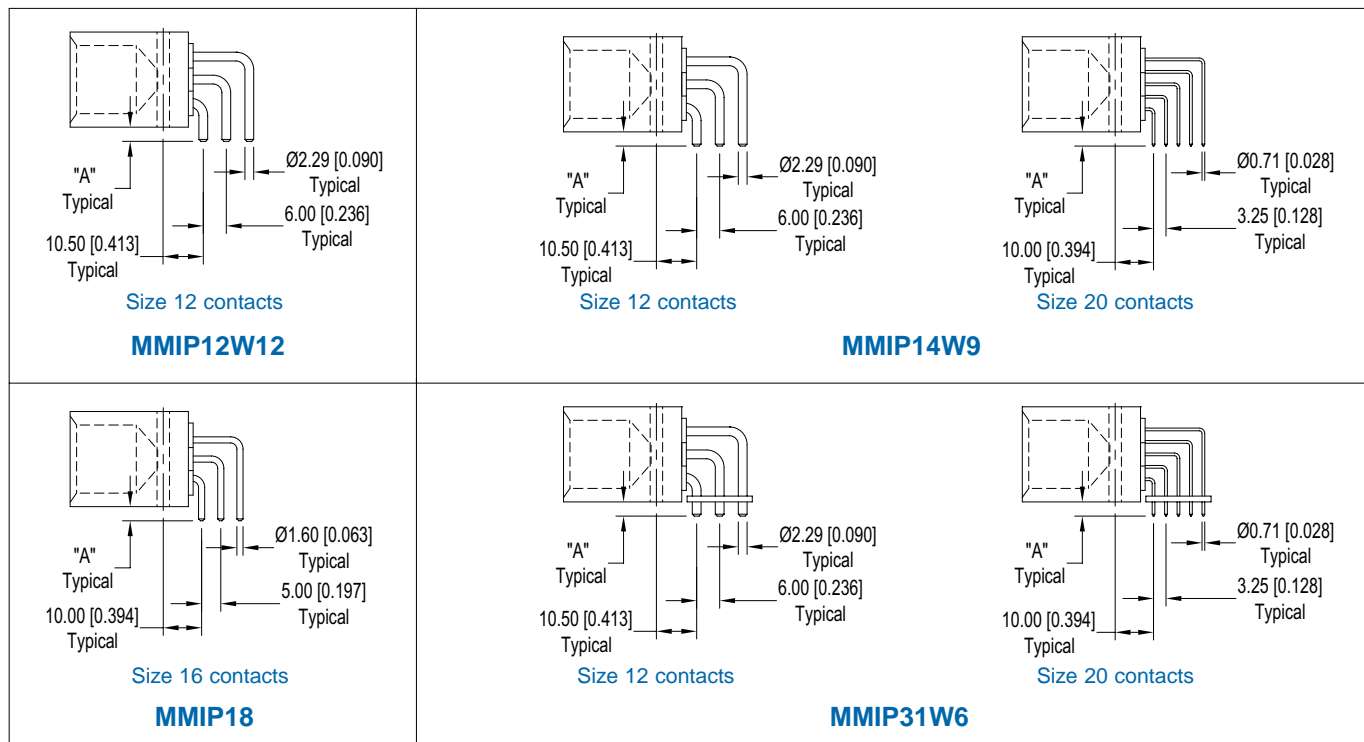 "A"
Typical
Ø2.29 [0.090]
Typical
6.00 [0.236]
Typical
10.50 [0.413]
Typical
Size 12 contacts
MMIP12W12
"A"
Typical
Ø2.29 [0.090]
Typical
6.00 [0.236]
Typical
10.50 [0.413]
Typical
Size 12 contacts
"A"
Typical
Ø0.71 [0.028]
Typical
3.25 [0.128]
Typical
10.00 [0.394]
Typical
Size 20 contacts
MMIP14W9
"A"
Typical
Ø1.60 [0.063]
Typical
5.00 [0.197]
Typical
10.00 [0.394]
Typical
Size 16 contacts
MMIP18
"A"
Typical
Ø2.29 [0.090]
Typical
6.00 [0.236]
Typical
10.50 [0.413]
Typical
Size 12 contacts
"A"
Typical
Ø0.71 [0.028]
Typical
3.25 [0.128]
Typical
10.00 [0.394]
Typical
Size 20 contacts
MMIP31W6